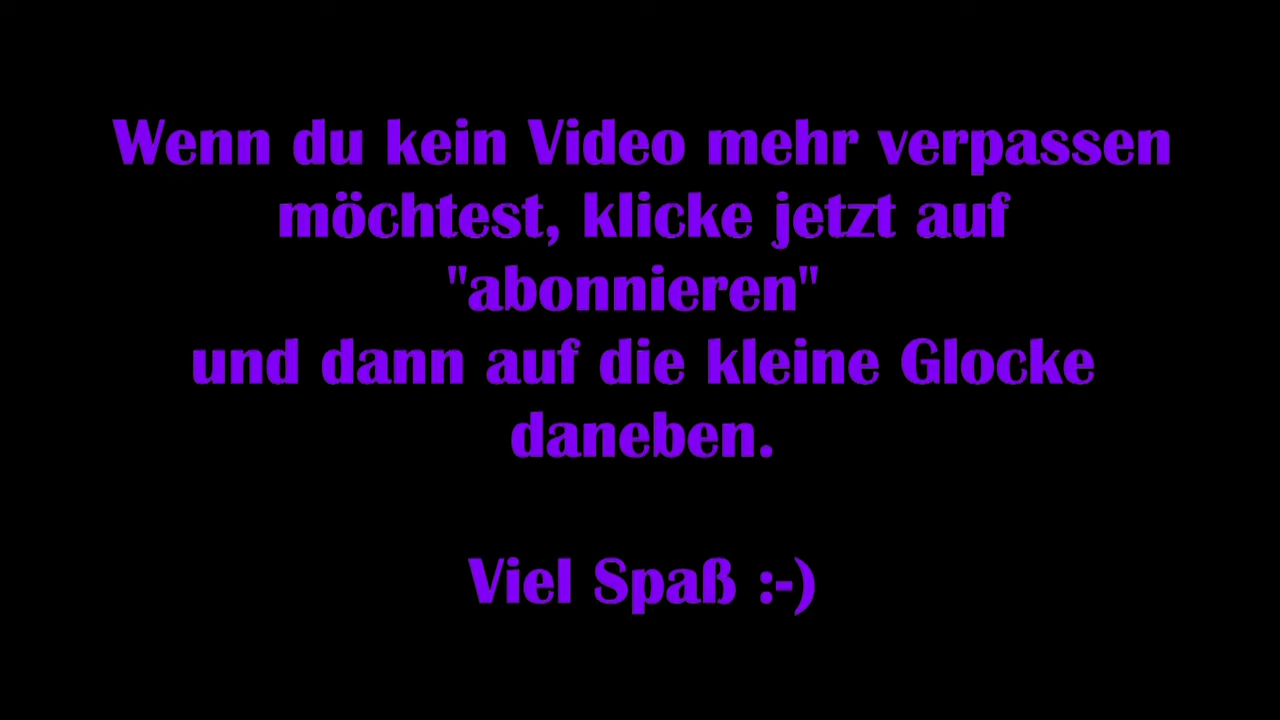 Wenn du kein Video mehr verpassen
möchtest, klicke jetzt auf
"abonnieren"
und dann auf die kleine Glocke
daneben.
Viel Spaß :-)